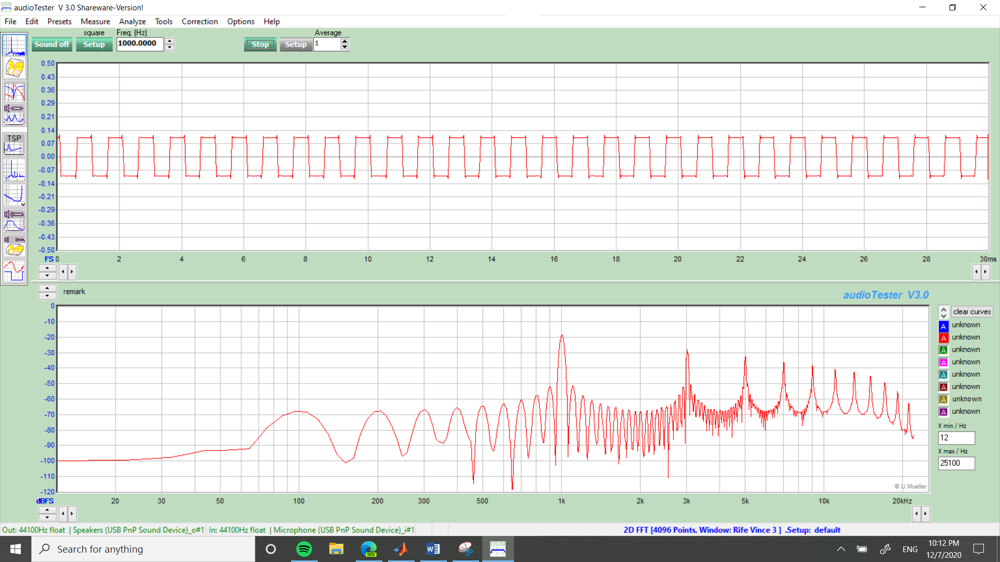 audioTester V 3.0 Shareware-Version!
File Edit Presets Measure Analyze Tools Correction Options Help
square Freq. (Hz) Average
Sound off Setup 1000.0000 Stop Setup 1
TSP
0.50
0.43
0.36
0.29
0.21
0.14
0.07
0.00
-0.07
-0.14
-0.21
-0.29
-0.36
-0.43
-0.50
FS 0 2 4 6 8 10 12 14 16 18 20 22 24 26 28 30ms
remark
audioTester V3.0
0
-10
-20
-30
-40
-50
-60
-70
-80
-90
-100
-110
-120
clear curves
A unknown
A unknown
A unknown
A unknown
A unknown
A unknown
A unknown
A unknown
X min / Hz
12
X max / Hz
25100
© U.Mueller
dBFS 20 30 50 100 200 300 500 1k 2k 3k 5k 10k 20kHz
Out: 44100Hz float | Speakers (USB PnP Sound Device)_o#1 In: 44100Hz float | Microphone (USB PnP Sound Device)_i#1 2D FFT [4096 Points, Window: Rife Vince 3 ] .Setup: default
Search for anything
DEV
ENG
10:12 PM
12/7/2020